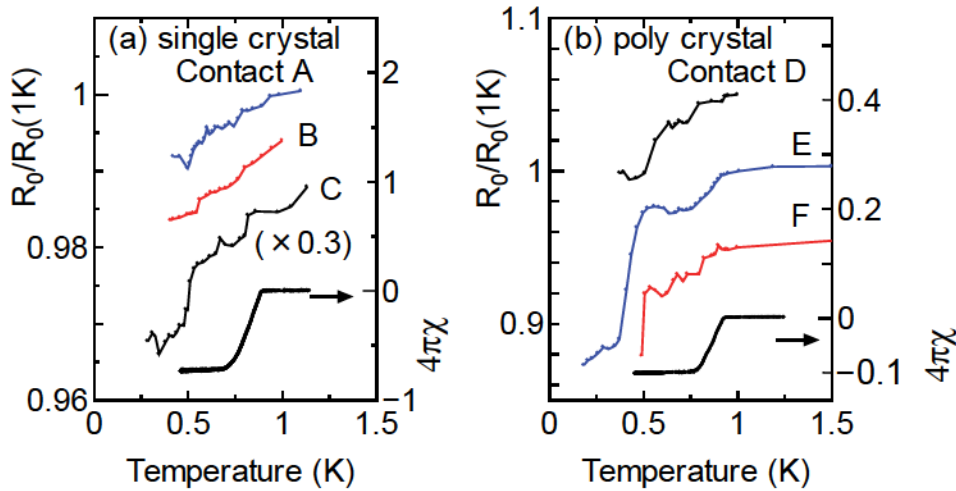 (a) single crystal
Contact A
B
C
(×0.3)
R0/R0(1K)
1
0.98
0.96
2
1
0
−1
4πχ
0
0.5
1
1.5
Temperature (K)
(b) poly crystal
Contact D
E
F
R0/R0(1K)
1.1
1
0.9
0.4
0.2
0
−0.1
4πχ
0
0.5
1
1.5
Temperature (K)